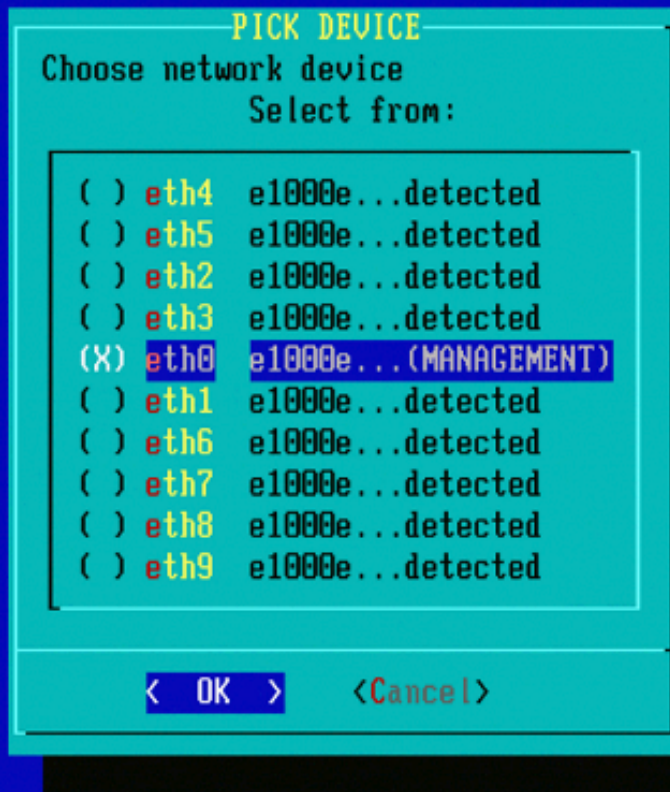 PICK DEVICE
Choose network device
Select from:
( ) eth4 e1000e...detected
( ) eth5 e1000e...detected
( ) eth2 e1000e...detected
( ) eth3 e1000e...detected
(X) eth0 e1000e...(MANAGEMENT)
( ) eth1 e1000e...detected
( ) eth6 e1000e...detected
( ) eth7 e1000e...detected
( ) eth8 e1000e...detected
( ) eth9 e1000e...detected
< OK > <Cancel>